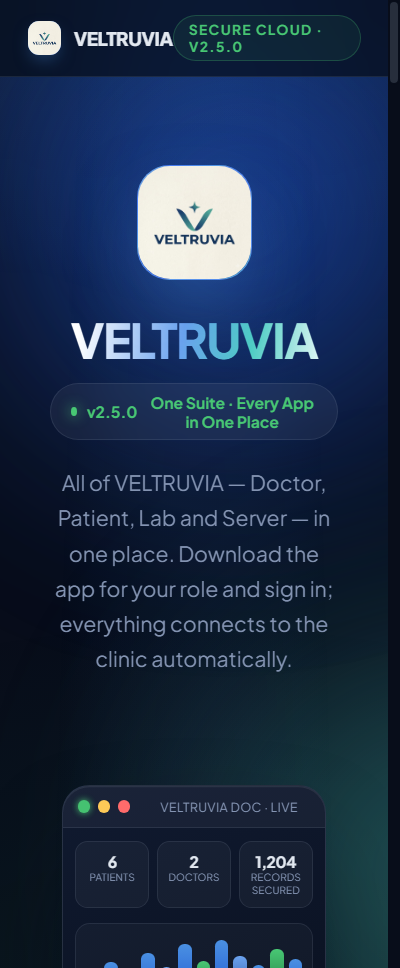 VELTRUVIA
VELTRUVIA
SECURE CLOUD ·
V2.5.0
VELTRUVIA
VELTRUVIA
v2.5.0
One Suite · Every App
in One Place
All of VELTRUVIA — Doctor,
Patient, Lab and Server — in
one place. Download the
app for your role and sign in;
everything connects to the
clinic automatically.
VELTRUVIA DOC · LIVE
6
PATIENTS
2
DOCTORS
1,204
RECORDS
SECURED